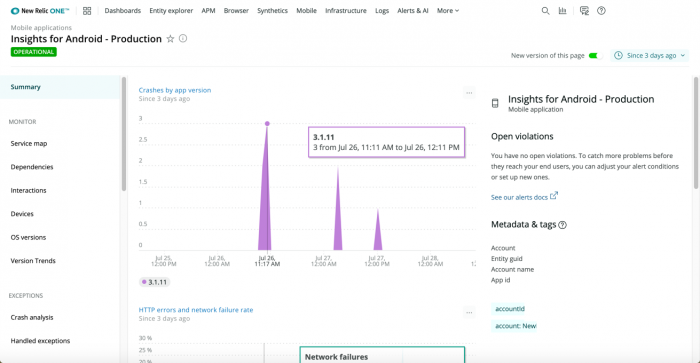 New Relic ONE™
Dashboards Entity explorer APM Browser Synthetics Mobile Infrastructure Logs Alerts & AI More
Mobile applications
Insights for Android - Production
OPERATIONAL
New version of this page
Since 3 days ago
Summary
MONITOR
Service map
Dependencies
Interactions
Devices
OS versions
Version Trends
EXCEPTIONS
Crash analysis
Handled exceptions
Crashes by app version
Since 3 days ago
...
3
2.5
2
1.5
1
0.5
0
3.1.11
3 from Jul 26, 11:11 AM to Jul 26, 12:11 PM
Jul 25, 12:00 PM
Jul 26, 12:00 AM
Jul 26, 11:17 AM
Jul 27, 12:00 AM
Jul 27, 12:00 PM
Jul 28, 12:00 AM
3.1.11
HTTP errors and network failure rate
Since 3 days ago
...
30 %
25 %
20 %
Network failures
Insights for Android - Production
Mobile application
Open violations
You have no open violations. To catch more problems before
they reach your end users, you can adjust your alert conditions
or set up new ones.
See our alerts docs
Metadata & tags
Account
Entity guid
Account name
App id
accountId
account: New